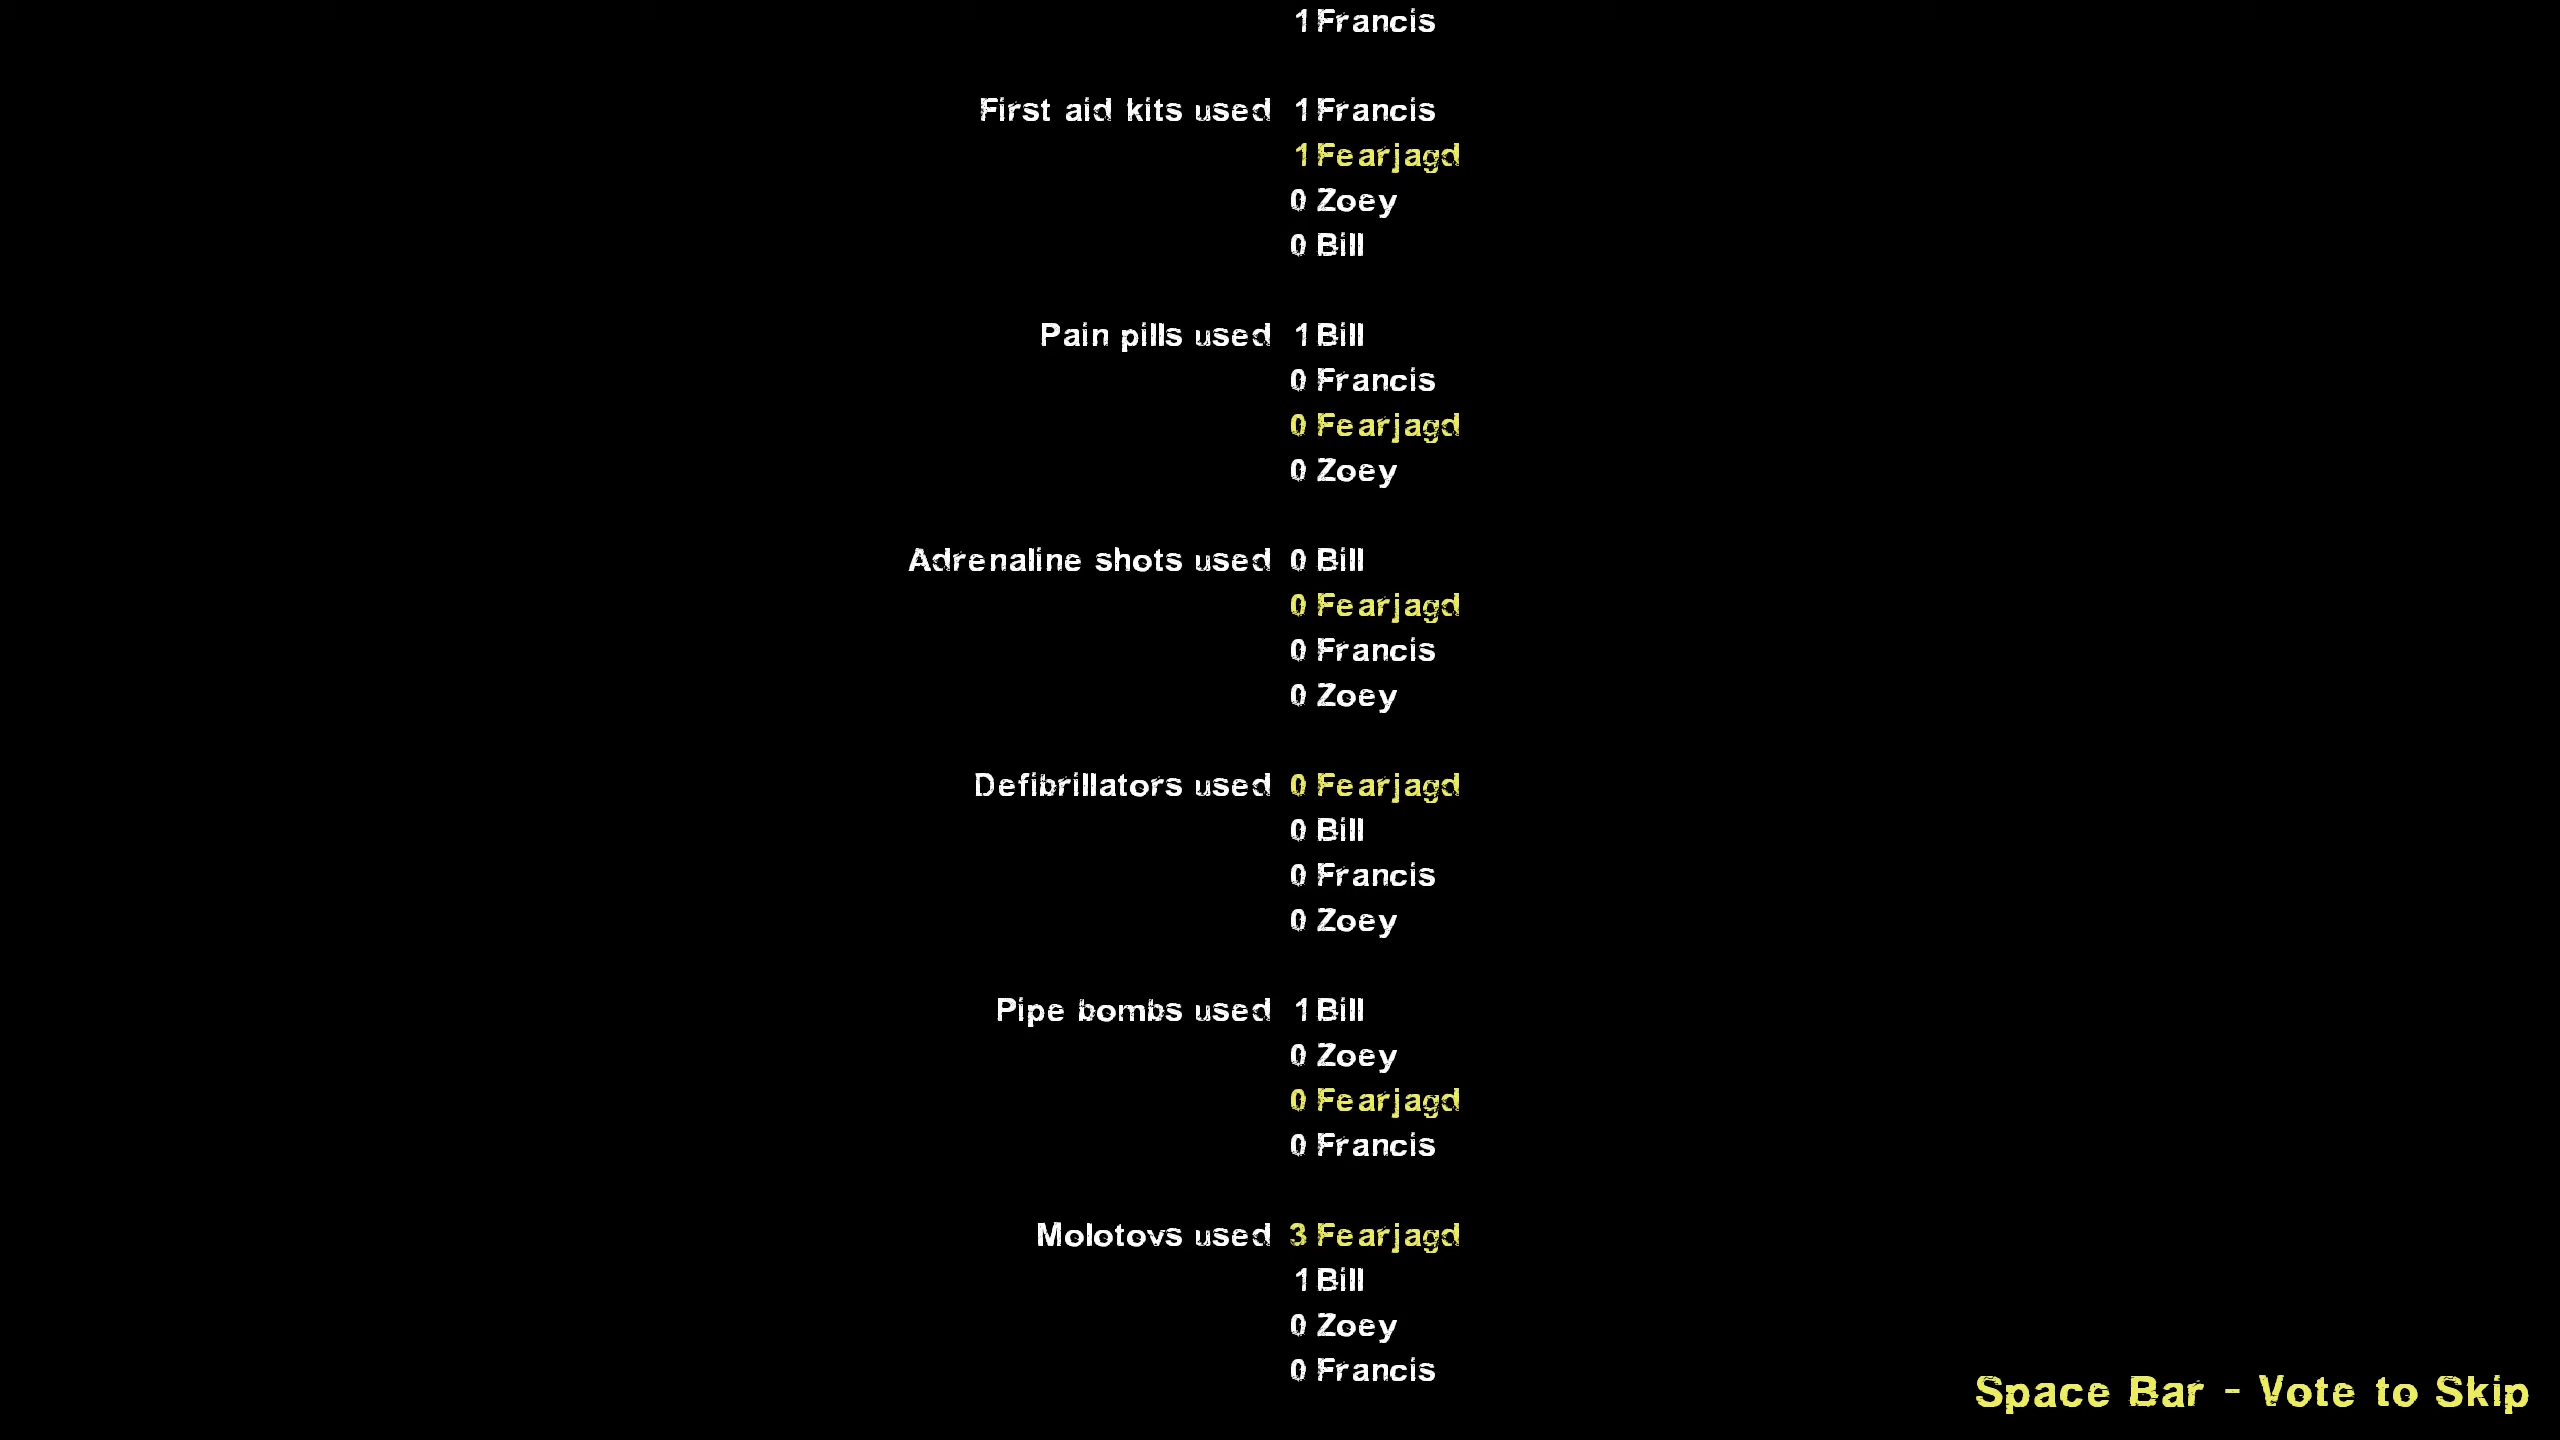 1 Francis
First aid kits used 1 Francis
1 Fearjagd
0 Zoey
0 Bill
Pain pills used 1 Bill
0 Francis
0 Fearjagd
0 Zoey
Adrenaline shots used 0 Bill
0 Fearjagd
0 Francis
0 Zoey
Defibrillators used 0 Fearjagd
0 Bill
0 Francis
0 Zoey
Pipe bombs used 1 Bill
0 Zoey
0 Fearjagd
0 Francis
Molotovs used 3 Fearjagd
1 Bill
0 Zoey
0 Francis
Space Bar - Vote to Skip